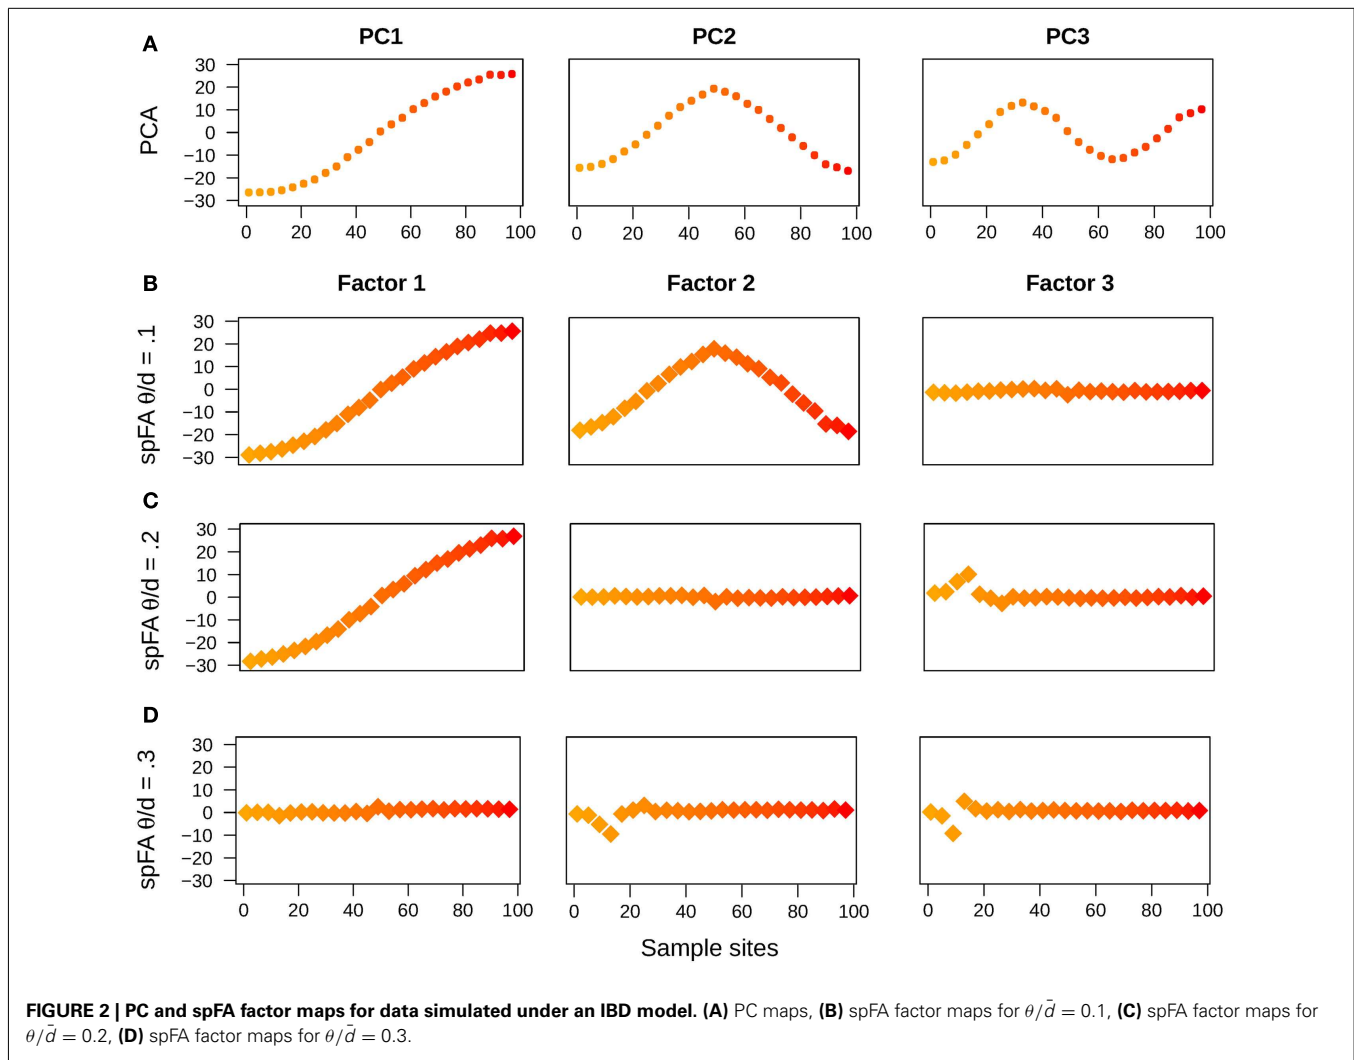 A
PC1 PC2 PC3
PCA
30
20
10
0
−10
−20
−30
0 20 40 60 80 100 0 20 40 60 80 100 0 20 40 60 80 100
B
Factor 1 Factor 2 Factor 3
spFA θ/d = .1
30
20
10
0
−10
−20
−30
C
spFA θ/d = .2
30
20
10
0
−10
−20
−30
D
spFA θ/d = .3
30
20
10
0
−10
−20
−30
0 20 40 60 80 100 0 20 40 60 80 100 0 20 40 60 80 100
Sample sites
FIGURE 2 | PC and spFA factor maps for data simulated under an IBD model. (A) PC maps, (B) spFA factor maps for θ/d̄ = 0.1, (C) spFA factor maps for
θ/d̄ = 0.2, (D) spFA factor maps for θ/d̄ = 0.3.